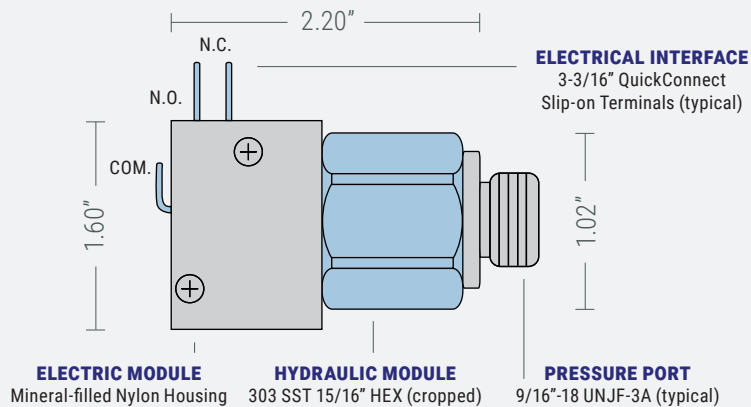 2.20”
N.C.
ELECTRICAL INTERFACE
3-3/16” QuickConnect
Slip-on Terminals (typical)
N.O.
COM.
1.60”
1.02”
ELECTRIC MODULE
Mineral-filled Nylon Housing
HYDRAULIC MODULE
303 SST 15/16” HEX (cropped)
PRESSURE PORT
9/16”-18 UNJF-3A (typical)